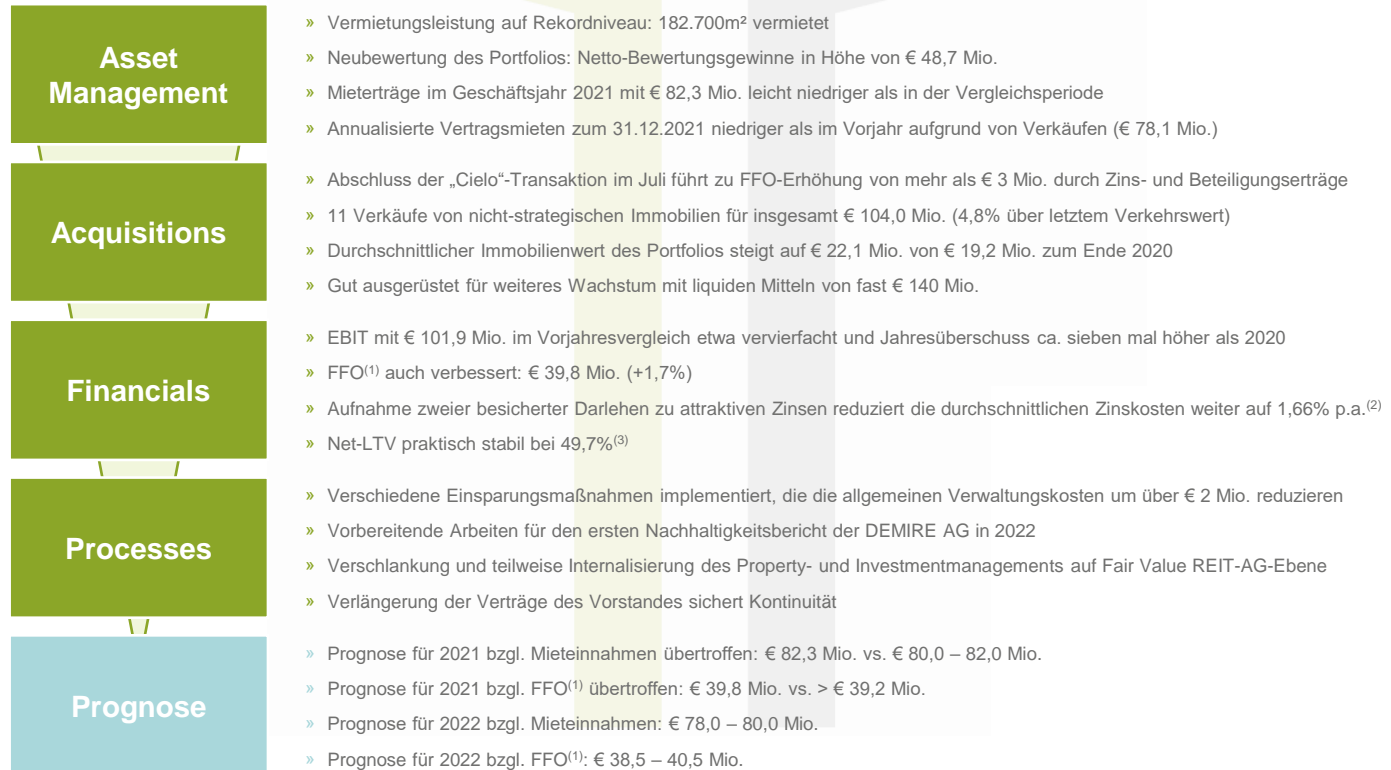 Asset
Management
» Vermietungsleistung auf Rekordniveau: 182.700m² vermietet
» Neubewertung des Portfolios: Netto-Bewertungsgewinne in Höhe von € 48,7 Mio.
» Mieterträge im Geschäftsjahr 2021 mit € 82,3 Mio. leicht niedriger als in der Vergleichsperiode
» Annualisierte Vertragsmieten zum 31.12.2021 niedriger als im Vorjahr aufgrund von Verkäufen (€ 78,1 Mio.)
Acquisitions
» Abschluss der „Cielo“-Transaktion im Juli führt zu FFO-Erhöhung von mehr als € 3 Mio. durch Zins- und Beteiligungserträge
» 11 Verkäufe von nicht-strategischen Immobilien für insgesamt € 104,0 Mio. (4,8% über letztem Verkehrswert)
» Durchschnittlicher Immobilienwert des Portfolios steigt auf € 22,1 Mio. von € 19,2 Mio. zum Ende 2020
» Gut ausgerüstet für weiteres Wachstum mit liquiden Mitteln von fast € 140 Mio.
Financials
» EBIT mit € 101,9 Mio. im Vorjahresvergleich etwa vervierfacht und Jahresüberschuss ca. sieben mal höher als 2020
» FFO(1) auch verbessert: € 39,8 Mio. (+1,7%)
» Aufnahme zweier besicherter Darlehen zu attraktiven Zinsen reduziert die durchschnittlichen Zinskosten weiter auf 1,66% p.a.(2)
» Net-LTV praktisch stabil bei 49,7%(3)
Processes
» Verschiedene Einsparungsmaßnahmen implementiert, die die allgemeinen Verwaltungskosten um über € 2 Mio. reduzieren
» Vorbereitende Arbeiten für den ersten Nachhaltigkeitsbericht der DEMIRE AG in 2022
» Verschlankung und teilweise Internalisierung des Property- und Investmentmanagements auf Fair Value REIT-AG-Ebene
» Verlängerung der Verträge des Vorstandes sichert Kontinuität
Prognose
» Prognose für 2021 bzgl. Mieteinnahmen übertroffen: € 82,3 Mio. vs. € 80,0 – 82,0 Mio.
» Prognose für 2021 bzgl. FFO(1) übertroffen: € 39,8 Mio. vs. > € 39,2 Mio.
» Prognose für 2022 bzgl. Mieteinnahmen: € 78,0 – 80,0 Mio.
» Prognose für 2022 bzgl. FFO(1): € 38,5 – 40,5 Mio.